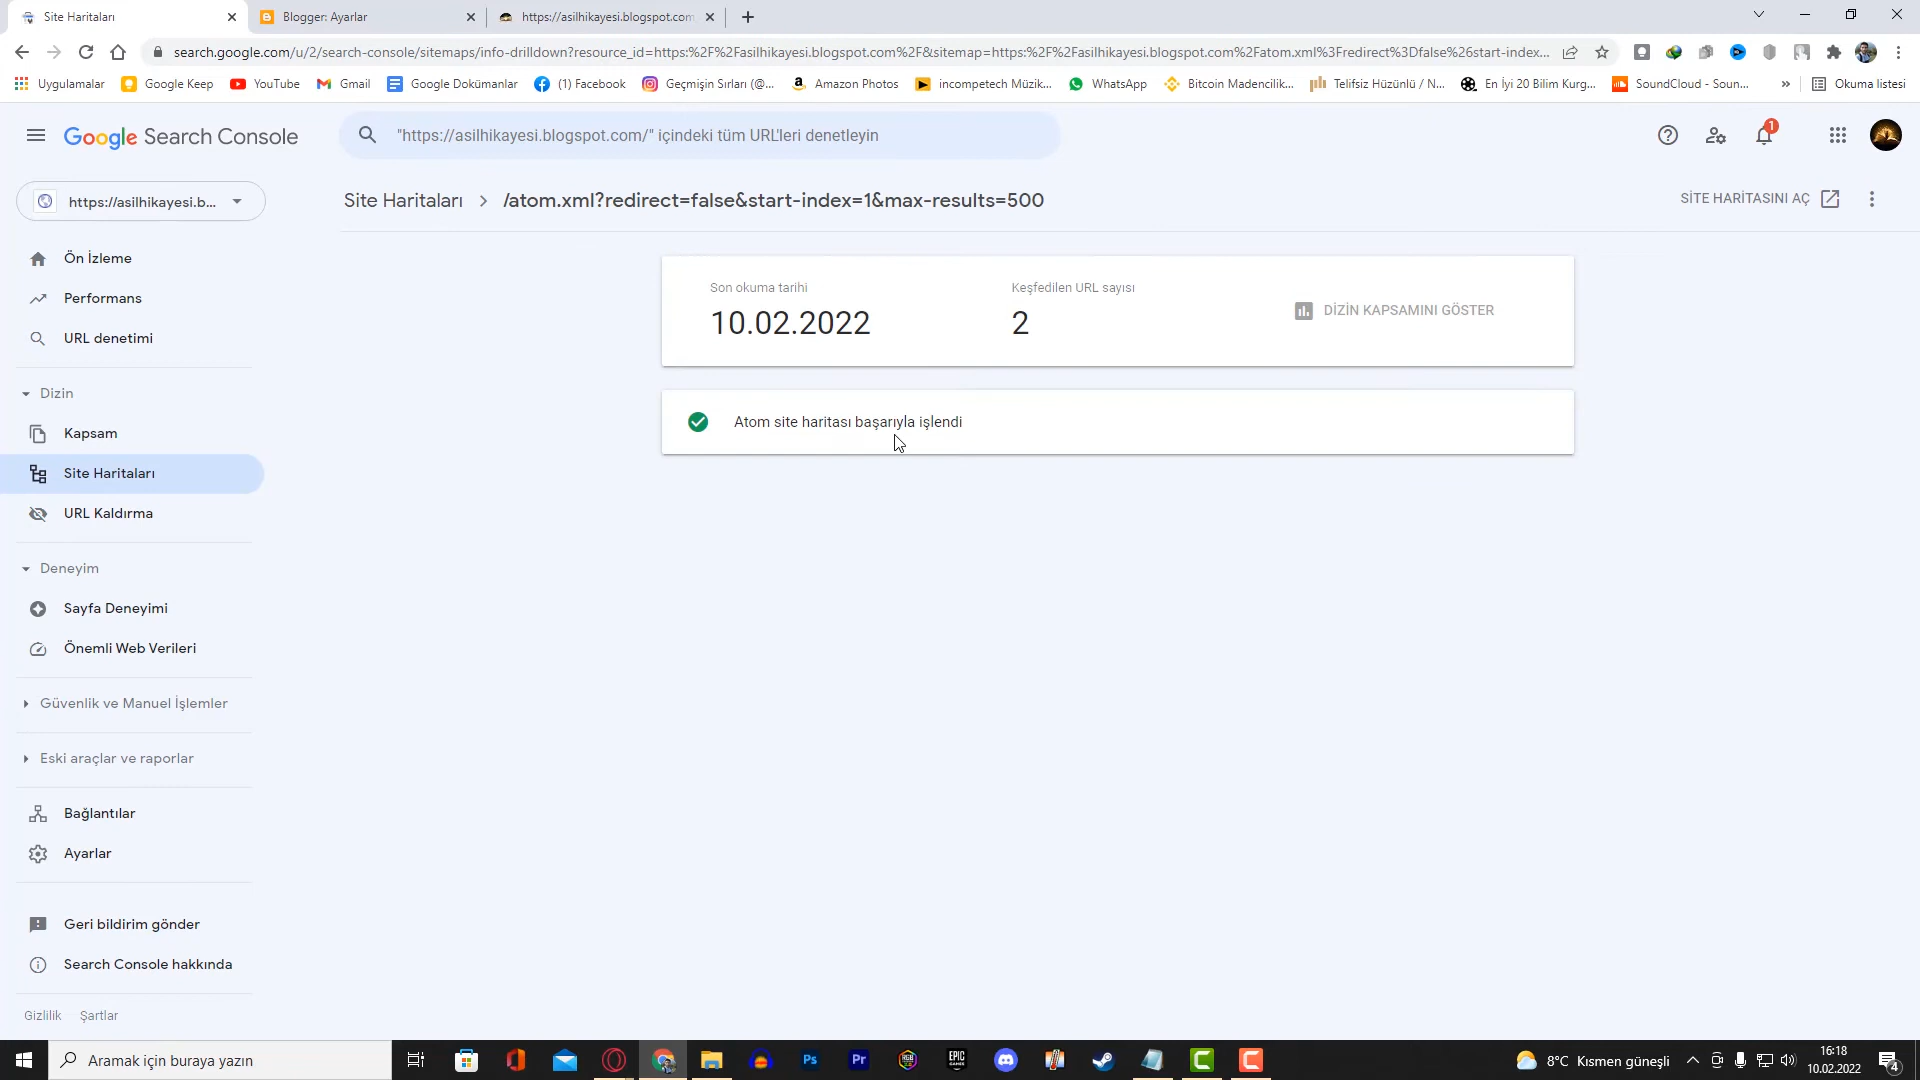 Site Haritaları
Blogger: Ayarlar
https://asilhikayesi.blogspot.com
search.google.com/u/2/search-console/sitemaps/info-drilldown?resource_id=https:%2F%2Fasilhikayesi.blogspot.com%2F&sitemap=https:%2F%2Fasilhikayesi.blogspot.com%2Fatom.xml%3Fredirect%3Dfalse%26start-index...
Uygulamalar
Google Keep
YouTube
Gmail
Google Dokümanlar
(1) Facebook
Geçmişin Sırları (@...
Amazon Photos
incompetech Müzik...
WhatsApp
Bitcoin Madencilik...
Telifsiz Hüzünlü / N...
En İyi 20 Bilim Kurg...
SoundCloud - Soun...
»
Okuma listesi
Google Search Console
"https://asilhikayesi.blogspot.com/" içindeki tüm URL'leri denetleyin
1
https://asilhikayesi.b...
Site Haritaları
/atom.xml?redirect=false&start-index=1&max-results=500
SİTE HARİTASINI AÇ
Ön İzleme
Performans
URL denetimi
Dizin
Kapsam
Site Haritaları
URL Kaldırma
Deneyim
Sayfa Deneyimi
Önemli Web Verileri
Güvenlik ve Manuel İşlemler
Eski araçlar ve raporlar
Bağlantılar
Ayarlar
Geri bildirim gönder
Search Console hakkında
Gizlilik
Şartlar
Son okuma tarihi
10.02.2022
Keşfedilen URL sayısı
2
DİZİN KAPSAMINI GÖSTER
Atom site haritası başarıyla işlendi
Aramak için buraya yazın
Ps
Pr
EPIC
GAMES
8°C Kısmen güneşli
16:18
10.02.2022
4